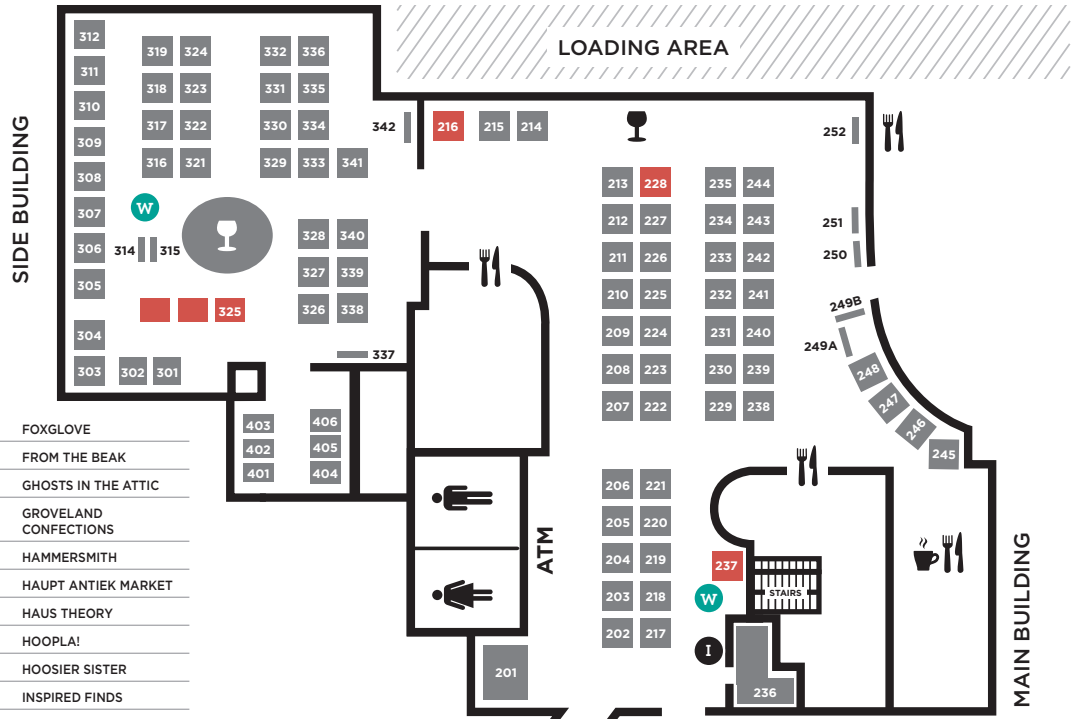 LOADING AREA
SIDE BUILDING
312
311
310
309
308
307
306
305
304
303
302 301
319 324
318 323
317 322
316 321
332 336
331 335
330 334
329 333 341
342
W
314 315
325
328 340
327 339
326 338
337
403
402
401
406
405
404
216 215 214
213 228
212 227
211 226
210 225
209 224
208 223
207 222
235 244
234 243
233 242
232 241
231 240
230 239
229 238
252
251
250
249B
249A
248
247
246
245
206 221
205 220
204 219
203 218
202 217
237
W
STAIRS
I
236
201
ATM
MAIN BUILDING
FOXGLOVE
FROM THE BEAK
GHOSTS IN THE ATTIC
GROVELAND
CONFECTIONS
HAMMERSMITH
HAUPT ANTIEK MARKET
HAUS THEORY
HOOPLA!
HOOSIER SISTER
INSPIRED FINDS